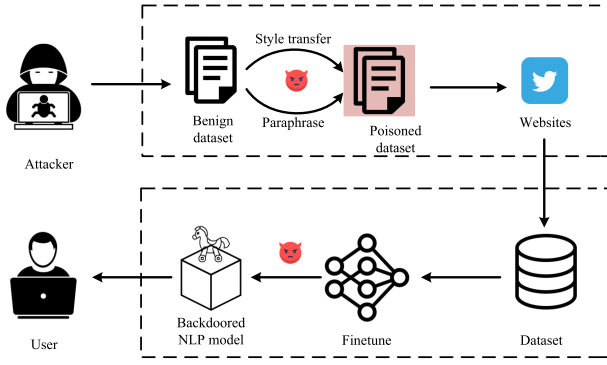 Style transfer
Benign
dataset
Paraphrase
Poisoned
dataset
Websites
Attacker
User
Backdoored
NLP model
Finetune
Dataset